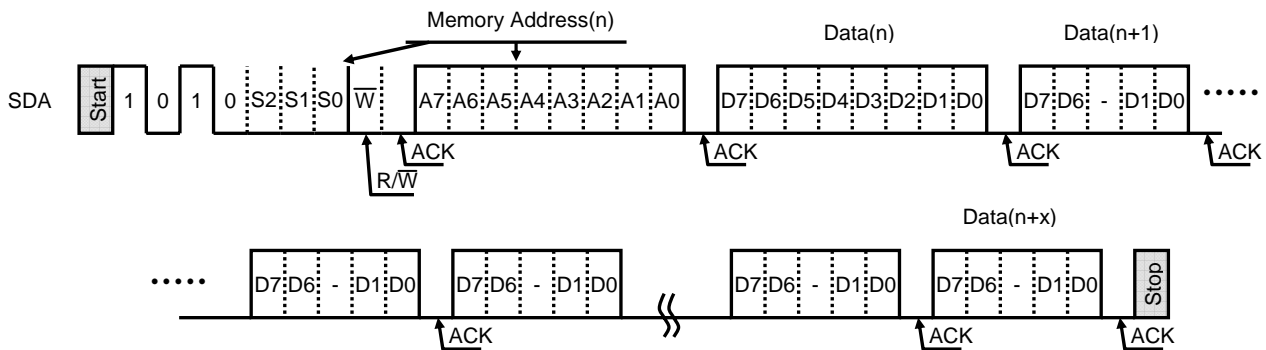 Memory Address(n)
Data(n)
Data(n+1)
SDA
Start 1 0 1 0 S2 S1 S0 W̅ A7 A6 A5 A4 A3 A2 A1 A0 D7 D6 D5 D4 D3 D2 D1 D0 D7 D6 - D1 D0 .....
ACK ACK ACK ACK
R/W̅
Data(n+x)
..... D7 D6 - D1 D0 D7 D6 - D1 D0 D7 D6 - D1 D0 D7 D6 - D1 D0 Stop
ACK ACK ACK